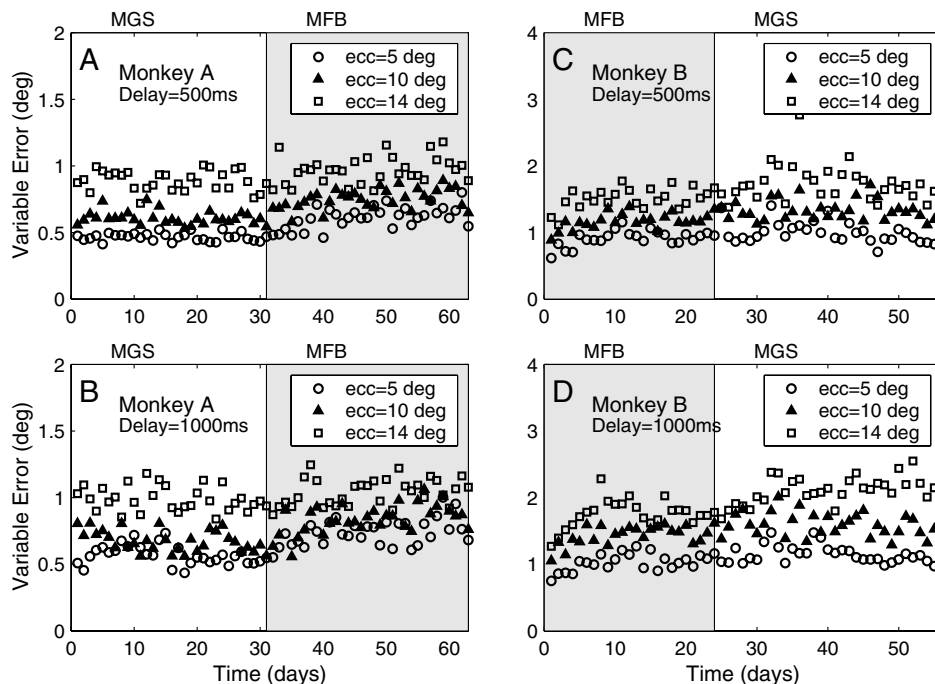 MGS MFB
2
1.5
1
0.5
0
Variable Error (deg)
A
Monkey A
Delay=500ms
ecc=5 deg
ecc=10 deg
ecc=14 deg
0 10 20 30 40 50 60
MFB MGS
4
3
2
1
0
C
Monkey B
Delay=500ms
ecc=5 deg
ecc=10 deg
ecc=14 deg
0 10 20 30 40 50
MGS MFB
2
1.5
1
0.5
0
Variable Error (deg)
B
Monkey A
Delay=1000ms
ecc=5 deg
ecc=10 deg
ecc=14 deg
0 10 20 30 40 50 60
Time (days)
MFB MGS
4
3
2
1
0
D
Monkey B
Delay=1000ms
ecc=5 deg
ecc=10 deg
ecc=14 deg
0 10 20 30 40 50
Time (days)